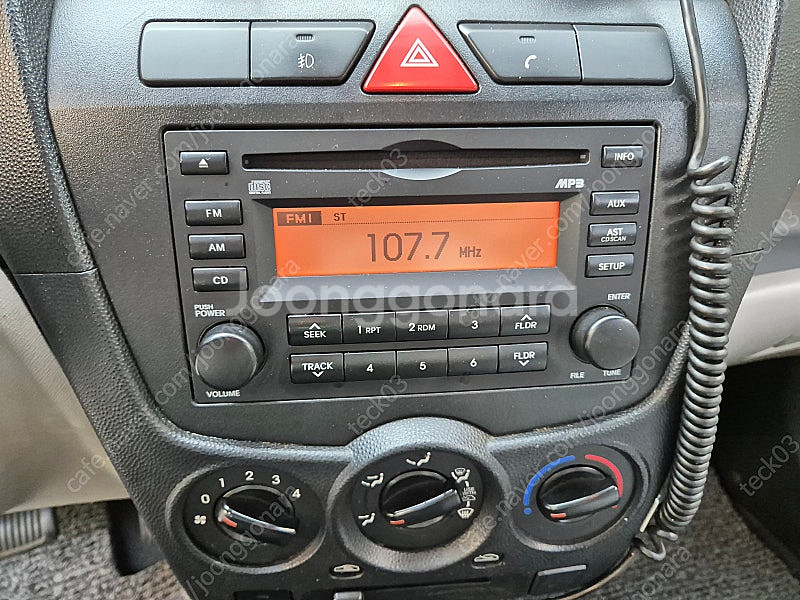 INFO
MP3
FM
FM1 ST
AUX
AM
107.7 MHz
AST
CD SCAN
CD
SETUP
Joonggonara
PUSH
POWER
ENTER
SEEK
1 RPT
2 RDM
3
FLDR
TRACK
4
5
6
FLDR
VOLUME
FILE
TUNE
0 1 2 3 4
cafe.naver.com/joonggonara
teck03